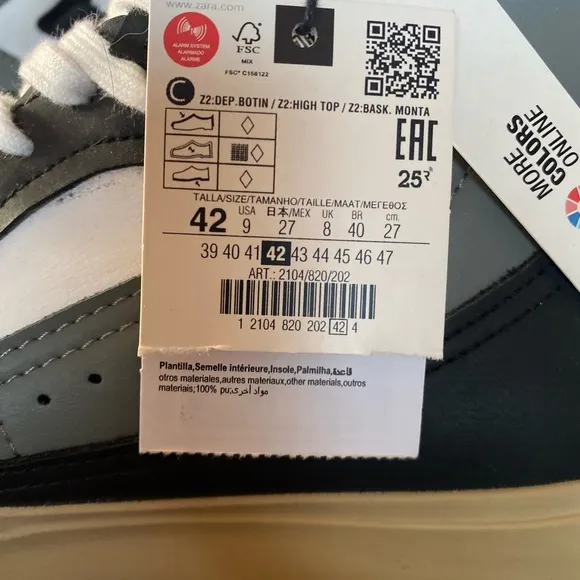 www.zara.com
ALARM SYSTEM
ALARMADO
ALARME
FSC
MIX
FSC® C158122
C Z2:DEP.BOTIN / Z2:HIGH TOP / Z2:BASK. MONTA
EAC
25
TALLA/SIZE/TAMANHO/TAILLE/MAAT/ΜΕΓΕΘΟΣ
42 USA 9 日本/MEX 27 UK 8 BR 40 cm. 27
39 40 41 42 43 44 45 46 47
ART.: 2104/820/202
1 2104 820 202 42 4
Plantilla,Semelle intérieure,Insole,Palmilha,قاعدة
otros materiales,autres materiaux,other materials,outros
materiais;100% pu,مواد أخرى
MORE
COLORS
ONLINE